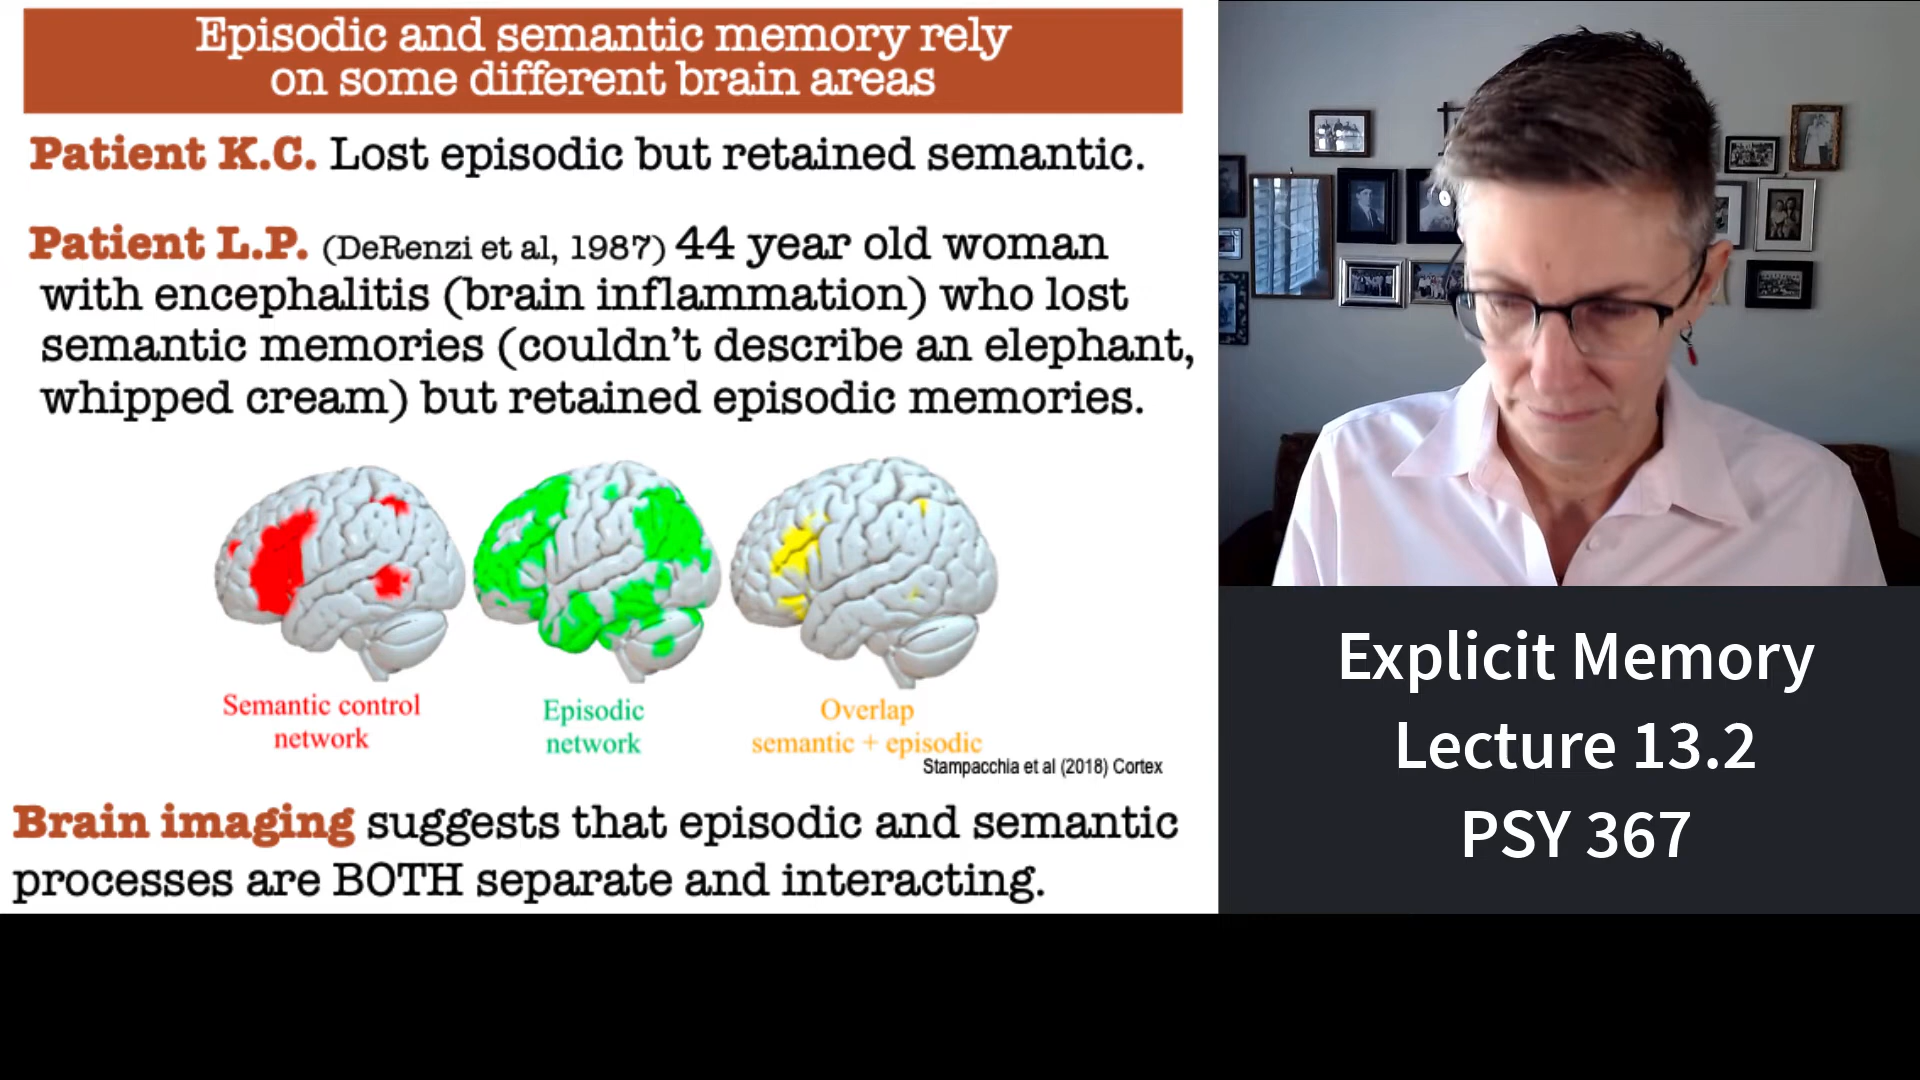 Episodic and semantic memory rely
on some different brain areas
Patient K.C. Lost episodic but retained semantic.
Patient L.P. (DeRenzi et al, 1987) 44 year old woman
with encephalitis (brain inflammation) who lost
semantic memories (couldn’t describe an elephant,
whipped cream) but retained episodic memories.
Semantic control
network
Episodic
network
Overlap
semantic + episodic
Stampacchia et al (2018) Cortex
Brain imaging suggests that episodic and semantic
processes are BOTH separate and interacting.
Explicit Memory
Lecture 13.2
PSY 367